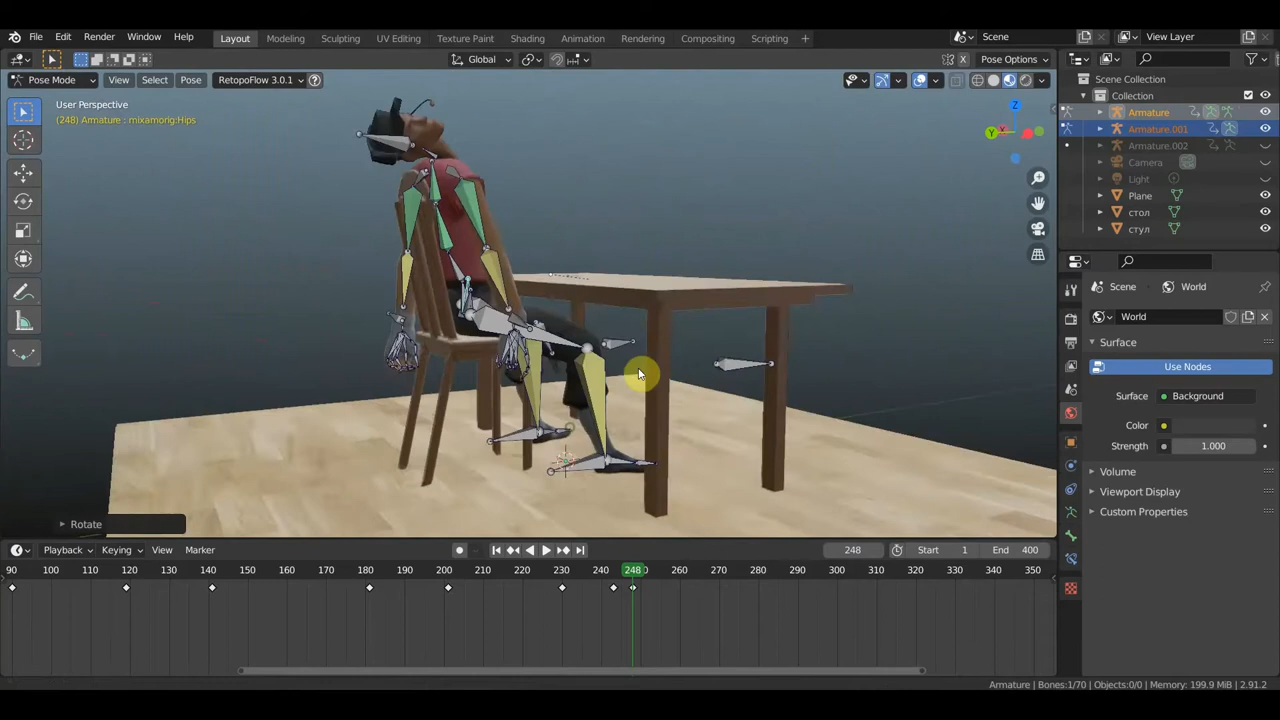 File Edit Render Window Help Layout Modeling Sculpting UV Editing Texture Paint Shading Animation Rendering Compositing Scripting + Scene View Layer
Global Pose Options
Pose Mode View Select Pose RetopoFlow 3.0.1
User Perspective
(248) Armature : mixamorig:Hips
Z
Y
X
Scene Collection
Collection
Armature
Armature.001
Armature.002
Camera
Light
Plane
стол
стул
Scene World
World
Surface
Use Nodes
Surface Background
Color
Strength 1.000
Volume
Viewport Display
Custom Properties
Rotate
Playback Keying View Marker 248 Start 1 End 400
90 100 110 120 130 140 150 160 170 180 190 200 210 220 230 240 248 260 270 280 290 300 310 320 330 340 350
Armature | Bones:1/70 | Objects:0/0 | Memory: 199.9 MiB | 2.91.2